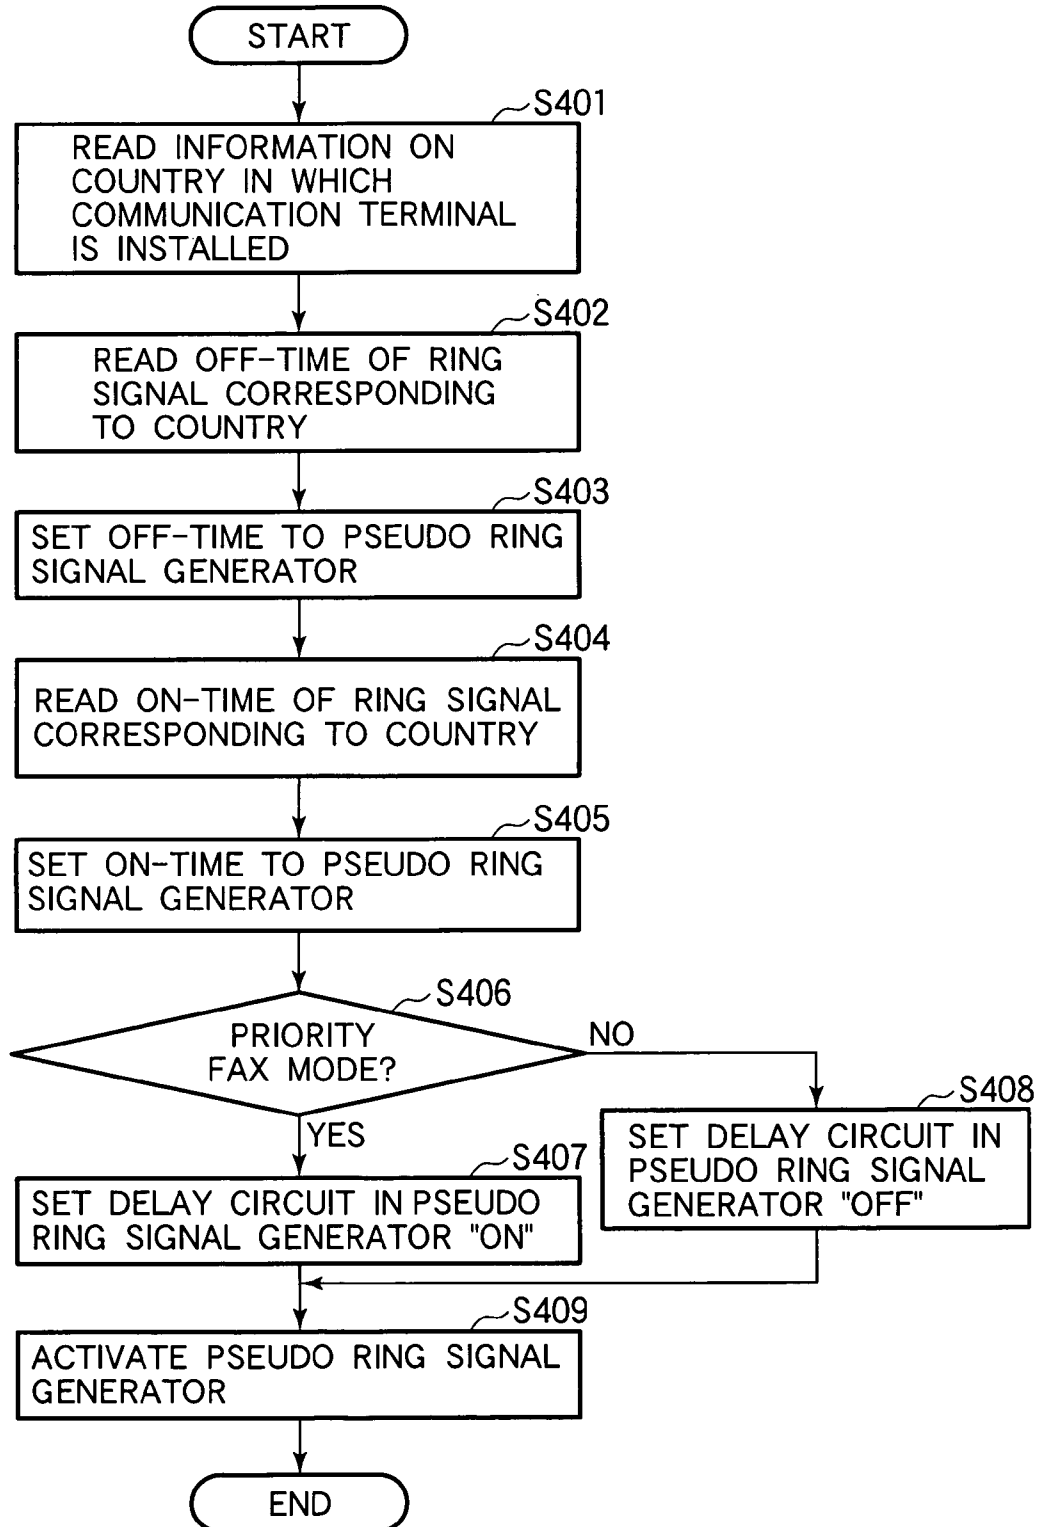 START
S401
READ INFORMATION ON
COUNTRY IN WHICH
COMMUNICATION TERMINAL
IS INSTALLED
S402
READ OFF-TIME OF RING
SIGNAL CORRESPONDING
TO COUNTRY
S403
SET OFF-TIME TO PSEUDO RING
SIGNAL GENERATOR
S404
READ ON-TIME OF RING SIGNAL
CORRESPONDING TO COUNTRY
S405
SET ON-TIME TO PSEUDO RING
SIGNAL GENERATOR
S406
PRIORITY
FAX MODE?
NO
YES
S407
SET DELAY CIRCUIT IN PSEUDO
RING SIGNAL GENERATOR "ON"
S408
SET DELAY CIRCUIT IN
PSEUDO RING SIGNAL
GENERATOR "OFF"
S409
ACTIVATE PSEUDO RING SIGNAL
GENERATOR
END